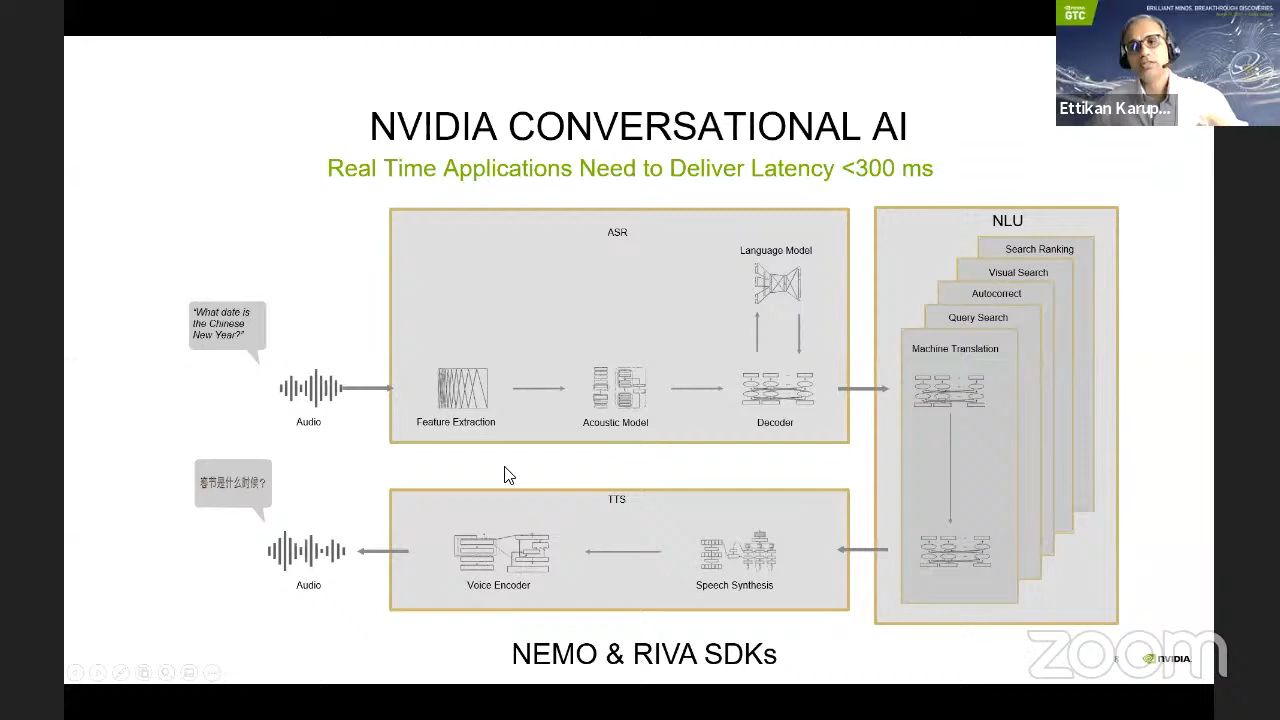 NVIDIA
GTC
BRILLIANT MINDS. BREAKTHROUGH DISCOVERIES.
Ettikan Karup...
NVIDIA CONVERSATIONAL AI
Real Time Applications Need to Deliver Latency <300 ms
ASR
Language Model
Feature Extraction
Acoustic Model
Decoder
"What date is
the Chinese
New Year?"
Audio
NLU
Search Ranking
Visual Search
Autocorrect
Query Search
Machine Translation
TTS
Voice Encoder
Speech Synthesis
春节是什么时候?
Audio
NEMO & RIVA SDKs
zoom
NVIDIA.